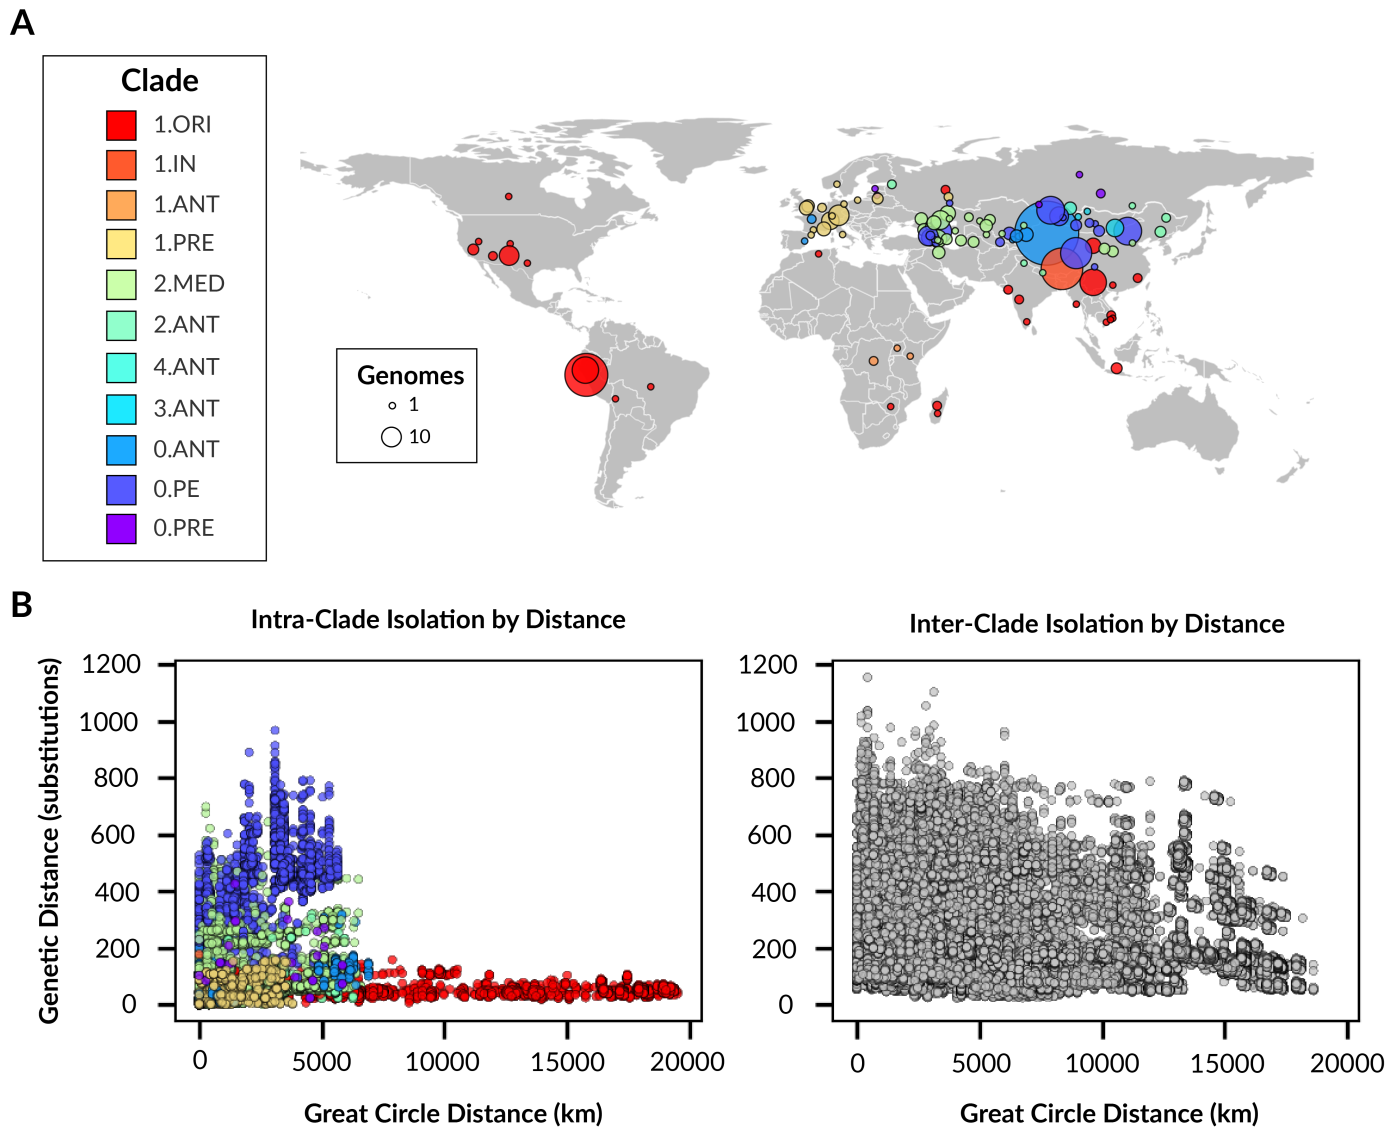 A
Clade
1.ORI
1.IN
1.ANT
1.PRE
2.MED
2.ANT
4.ANT
3.ANT
0.ANT
0.PE
0.PRE
Genomes
1
10
B
Intra-Clade Isolation by Distance
Genetic Distance (substitutions)
1200
1000
800
600
400
200
0
0 5000 10000 15000 20000
Great Circle Distance (km)
Inter-Clade Isolation by Distance
1200
1000
800
600
400
200
0
0 5000 10000 15000 20000
Great Circle Distance (km)